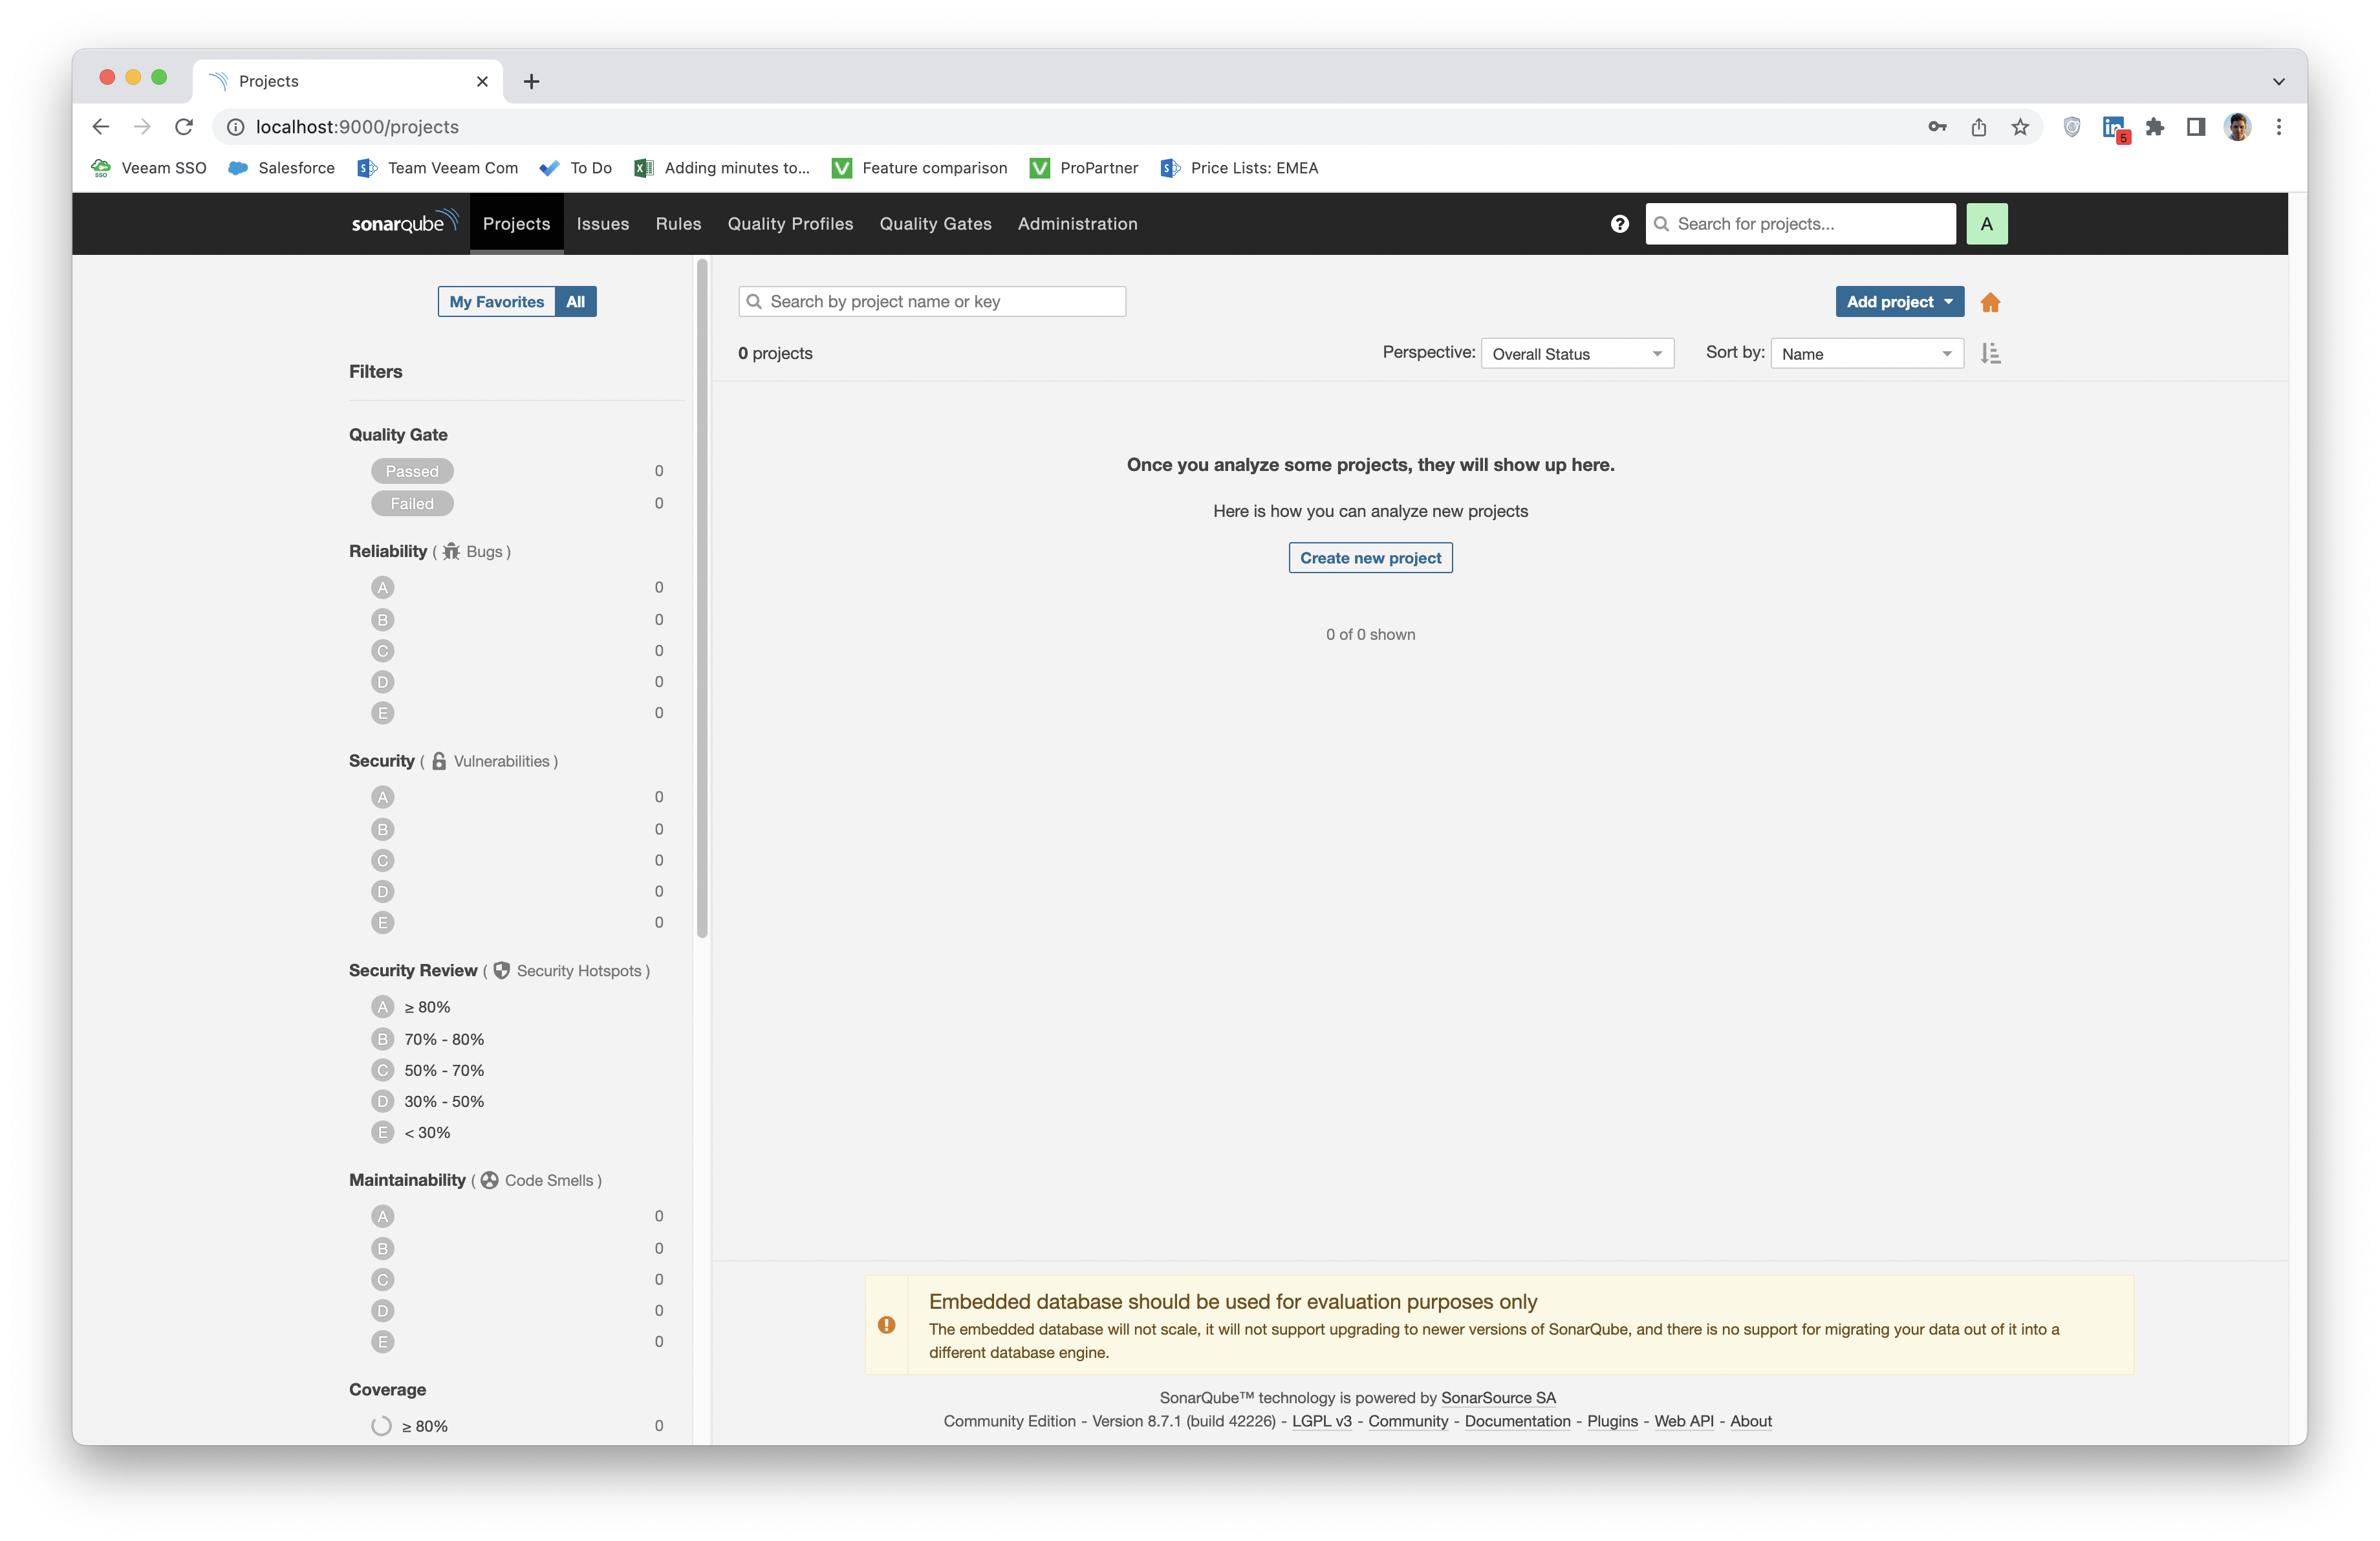 Projects
localhost:9000/projects
5
SSO
Veeam SSO
Salesforce
Team Veeam Com
To Do
Adding minutes to...
Feature comparison
ProPartner
Price Lists: EMEA
sonarqube
Projects
Issues
Rules
Quality Profiles
Quality Gates
Administration
Search for projects...
A
My Favorites
All
Search by project name or key
Add project
0 projects
Perspective:
Overall Status
Sort by:
Name
Filters
Quality Gate
Passed 0
Failed 0
Reliability ( Bugs )
A 0
B 0
C 0
D 0
E 0
Security ( Vulnerabilities )
A 0
B 0
C 0
D 0
E 0
Security Review ( Security Hotspots )
A ≥ 80%
B 70% - 80%
C 50% - 70%
D 30% - 50%
E < 30%
Maintainability ( Code Smells )
A 0
B 0
C 0
D 0
E 0
Coverage
≥ 80% 0
Once you analyze some projects, they will show up here.
Here is how you can analyze new projects
Create new project
0 of 0 shown
Embedded database should be used for evaluation purposes only
The embedded database will not scale, it will not support upgrading to newer versions of SonarQube, and there is no support for migrating your data out of it into a
different database engine.
SonarQube™ technology is powered by SonarSource SA
Community Edition - Version 8.7.1 (build 42226) - LGPL v3 - Community - Documentation - Plugins - Web API - About